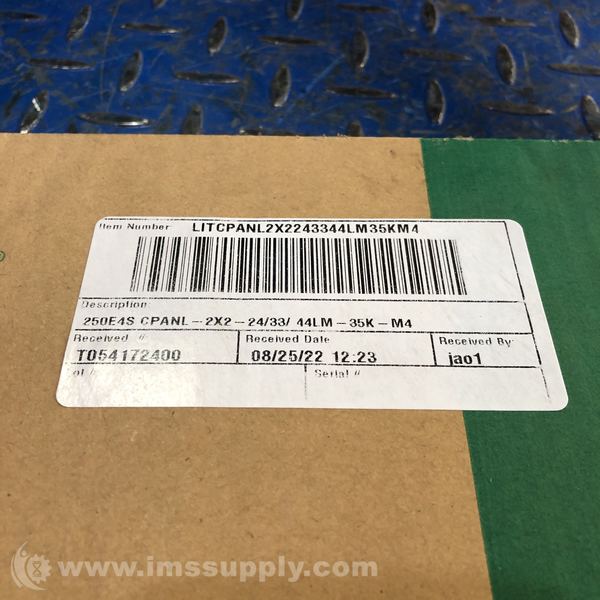 Item Number: LITCPANL2X2243344LM35KM4
Description:
250E4S CPANL - 2X2 - 24/33/ 44LM - 35K - M4
Received # Received Date Received By:
T054172400 08/25/22 12:23 jao1
ot # Serial #
www.imssupply.com